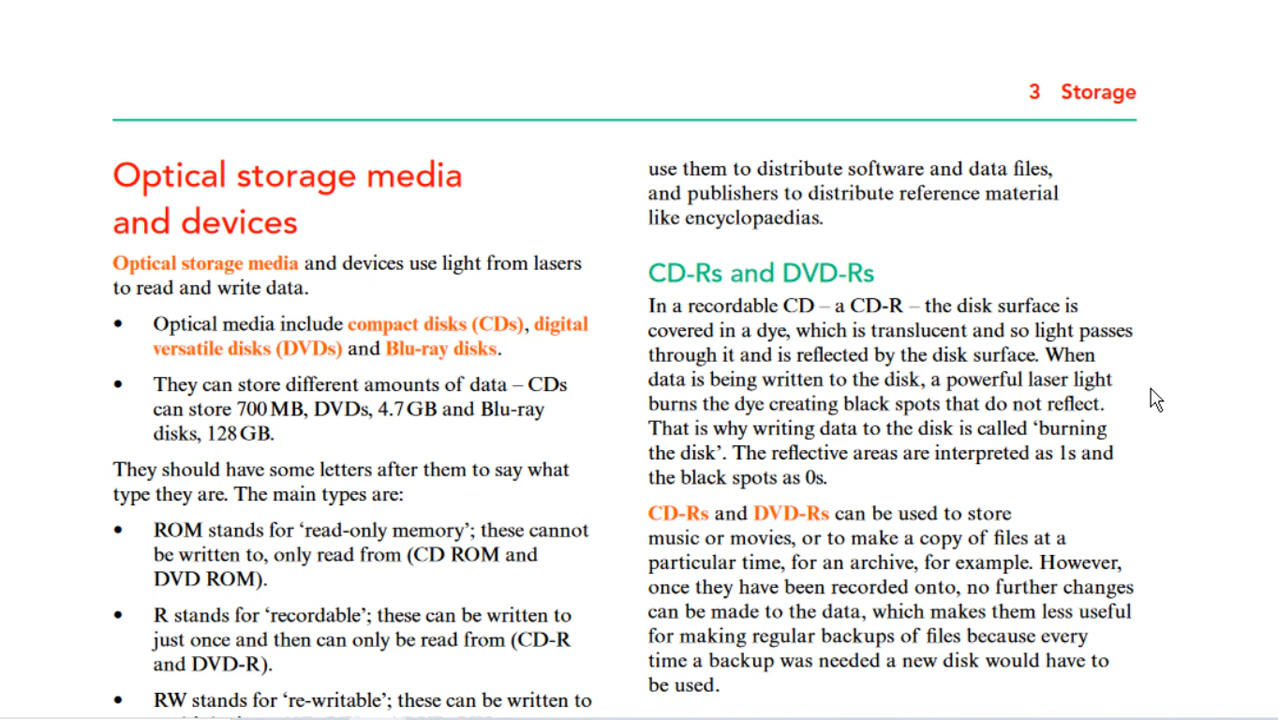 3 Storage
Optical storage media
and devices
Optical storage media and devices use light from lasers
to read and write data.
• Optical media include compact disks (CDs), digital
versatile disks (DVDs) and Blu-ray disks.
• They can store different amounts of data – CDs
can store 700 MB, DVDs, 4.7 GB and Blu-ray
disks, 128 GB.
They should have some letters after them to say what
type they are. The main types are:
• ROM stands for ‘read-only memory’; these cannot
be written to, only read from (CD ROM and
DVD ROM).
• R stands for ‘recordable’; these can be written to
just once and then can only be read from (CD-R
and DVD-R).
• RW stands for ‘re-writable’; these can be written to
use them to distribute software and data files,
and publishers to distribute reference material
like encyclopaedias.
CD-Rs and DVD-Rs
In a recordable CD – a CD-R – the disk surface is
covered in a dye, which is translucent and so light passes
through it and is reflected by the disk surface. When
data is being written to the disk, a powerful laser light
burns the dye creating black spots that do not reflect.
That is why writing data to the disk is called ‘burning
the disk’. The reflective areas are interpreted as 1s and
the black spots as 0s.
CD-Rs and DVD-Rs can be used to store
music or movies, or to make a copy of files at a
particular time, for an archive, for example. However,
once they have been recorded onto, no further changes
can be made to the data, which makes them less useful
for making regular backups of files because every
time a backup was needed a new disk would have to
be used.